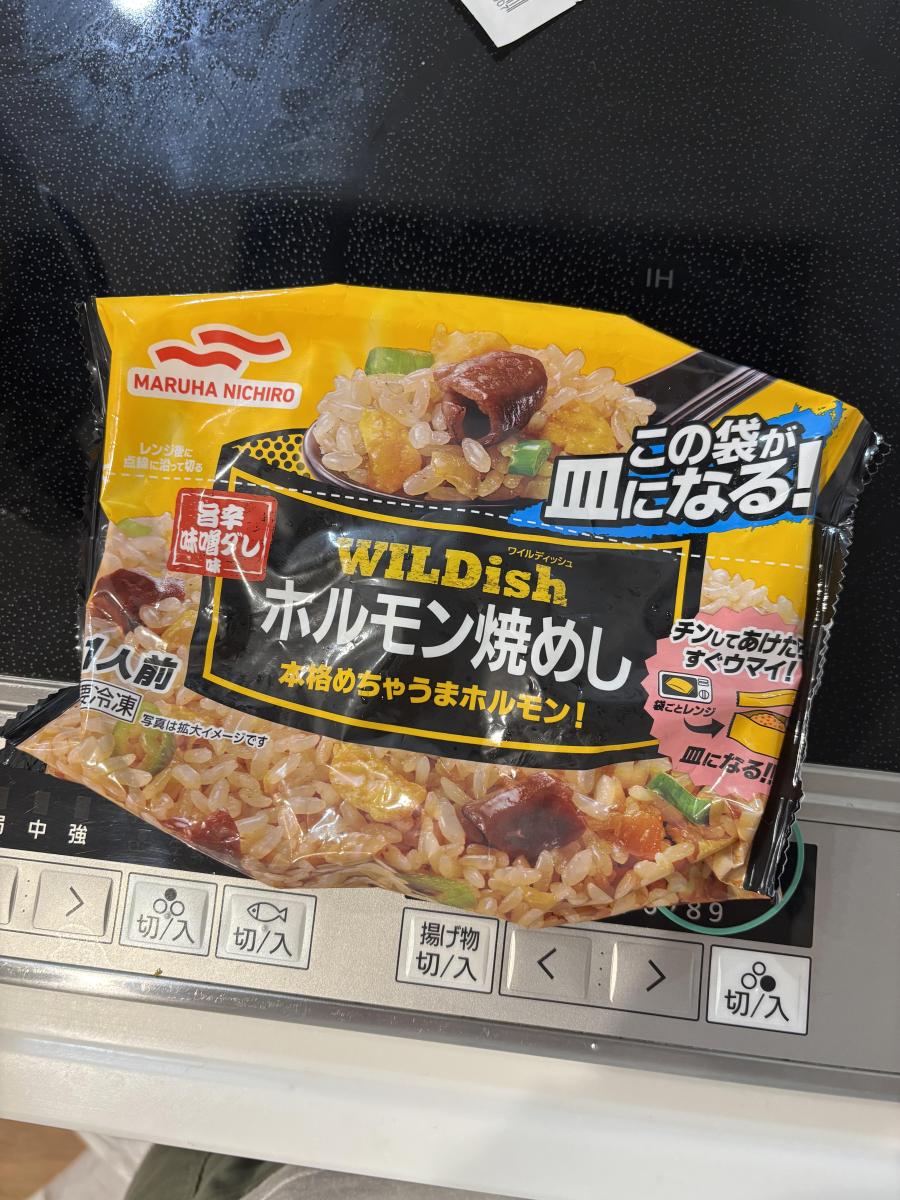 IH
MARUHA NICHIRO
レンジ後に
点線に沿って切る
この袋が
皿になる!
旨辛
味噌ダレ
味
ワイルディッシュ
WILDish
ホルモン焼めし
本格めちゃうまホルモン!
1人前
要冷凍
写真は拡大イメージです
チンしてあけたら
すぐウマイ!
袋ごとレンジ
皿になる!!
中 強
89
切/入
切/入
揚げ物
切/入
切/入